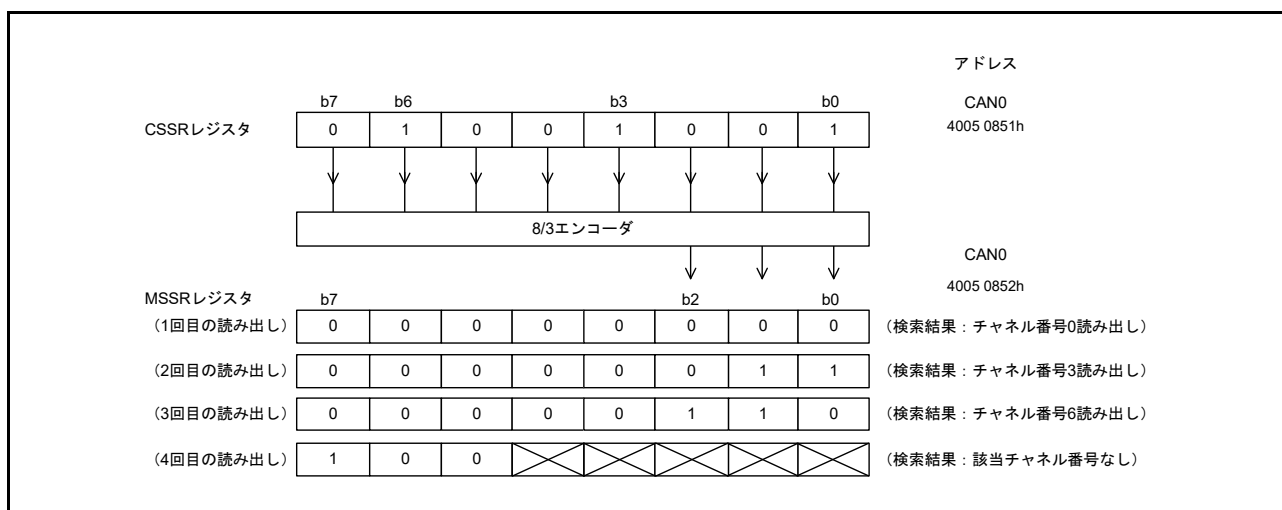 アドレス
b7 b6 b3 b0 CAN0
CSSRレジスタ 0 1 0 0 1 0 0 1 4005 0851h
8/3エンコーダ
CAN0
4005 0852h
MSSRレジスタ b7 b2 b0
(1回目の読み出し) 0 0 0 0 0 0 0 0 (検索結果：チャネル番号0読み出し)
(2回目の読み出し) 0 0 0 0 0 0 1 1 (検索結果：チャネル番号3読み出し)
(3回目の読み出し) 0 0 0 0 0 1 1 0 (検索結果：チャネル番号6読み出し)
(4回目の読み出し) 1 0 0 (検索結果：該当チャネル番号なし)